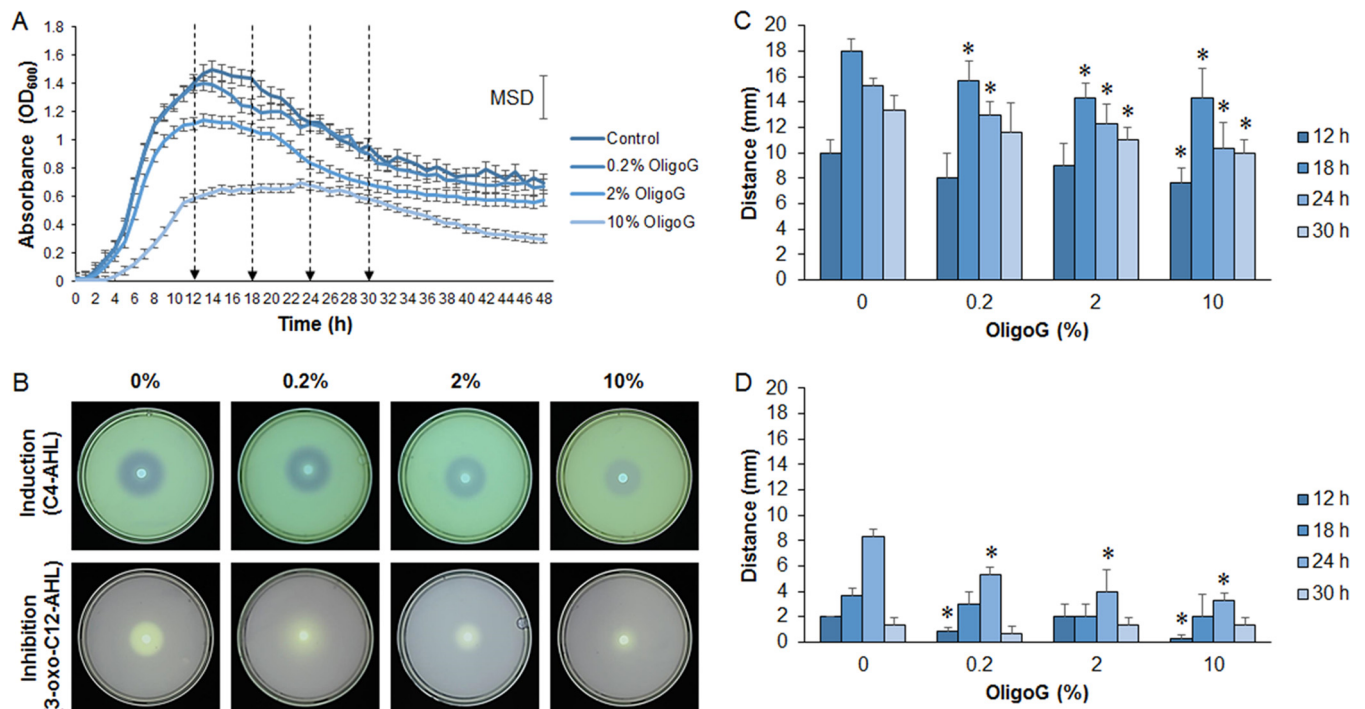 A
1.8
1.6
1.4
1.2
1
0.8
0.6
0.4
0.2
0
Absorbance (OD600)
0 2 4 6 8 10 12 14 16 18 20 22 24 26 28 30 32 34 36 38 40 42 44 46 48
Time (h)
MSD
Control
0.2% OligoG
2% OligoG
10% OligoG
B
0% 0.2% 2% 10%
Induction
(C4-AHL)
Inhibition
3-oxo-C12-AHL)
C
20
18
16
14
12
10
8
6
4
2
0
Distance (mm)
* * * * * * * * *
0 0.2 2 10
OligoG (%)
12 h
18 h
24 h
30 h
D
20
18
16
14
12
10
8
6
4
2
0
Distance (mm)
* * * * *
0 0.2 2 10
OligoG (%)
12 h
18 h
24 h
30 h